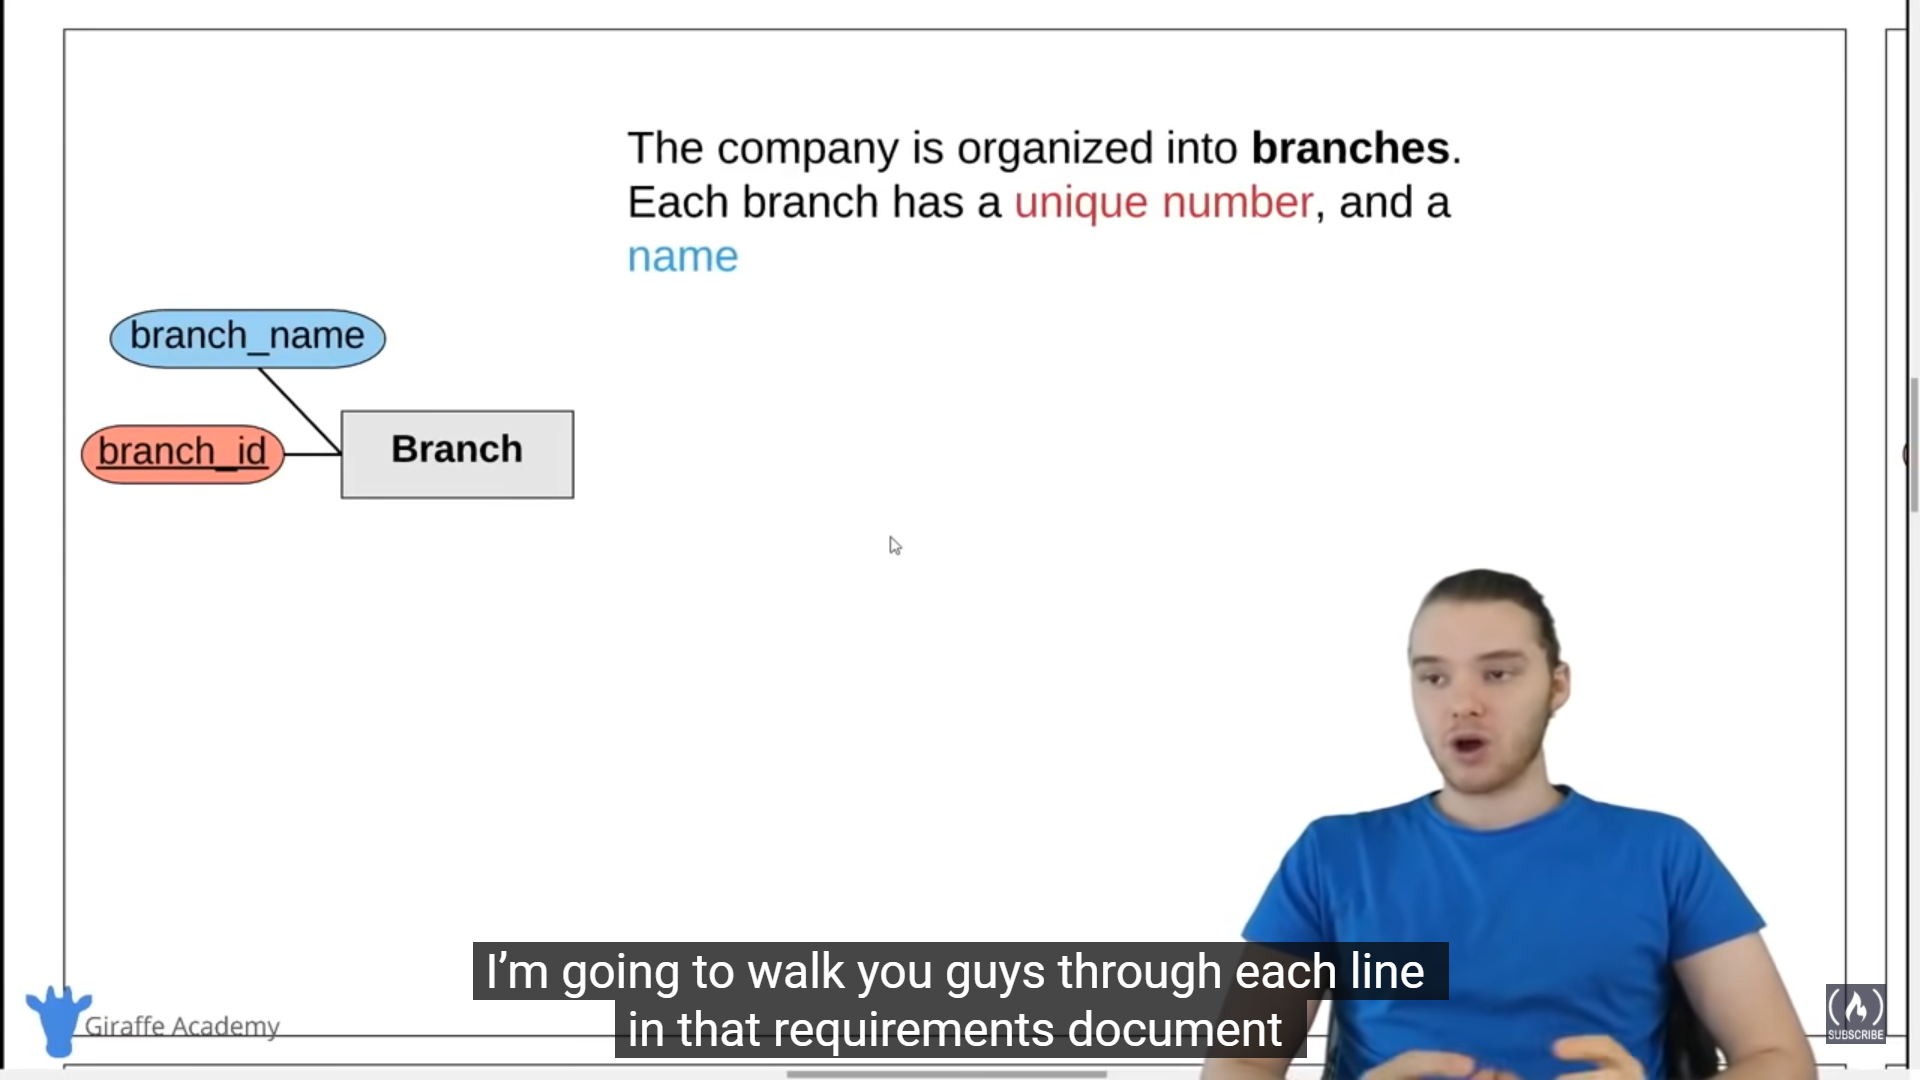 The company is organized into branches.
Each branch has a unique number, and a
name
branch_name
branch_id
Branch
I'm going to walk you guys through each line
in that requirements document
Giraffe Academy
SUBSCRIBE